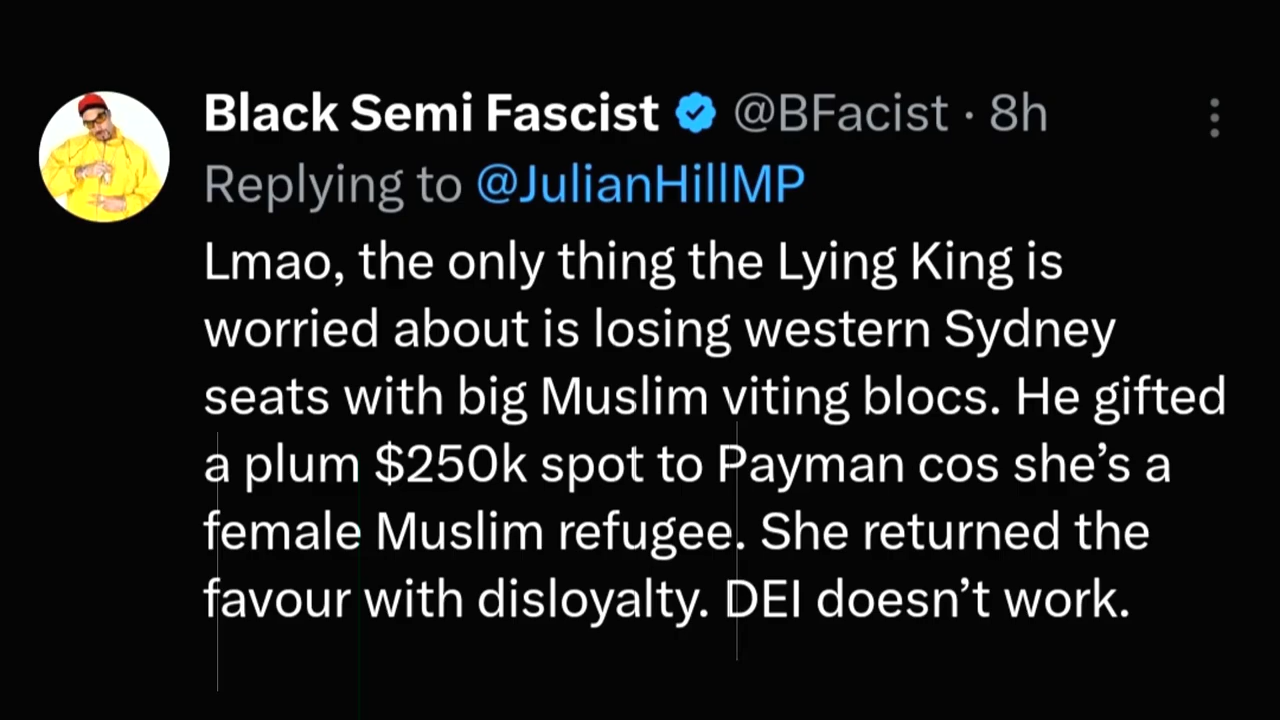 Black Semi Fascist @BFacist · 8h
Replying to @JulianHillMP
Lmao, the only thing the Lying King is
worried about is losing western Sydney
seats with big Muslim viting blocs. He gifted
a plum $250k spot to Payman cos she’s a
female Muslim refugee. She returned the
favour with disloyalty. DEI doesn’t work.